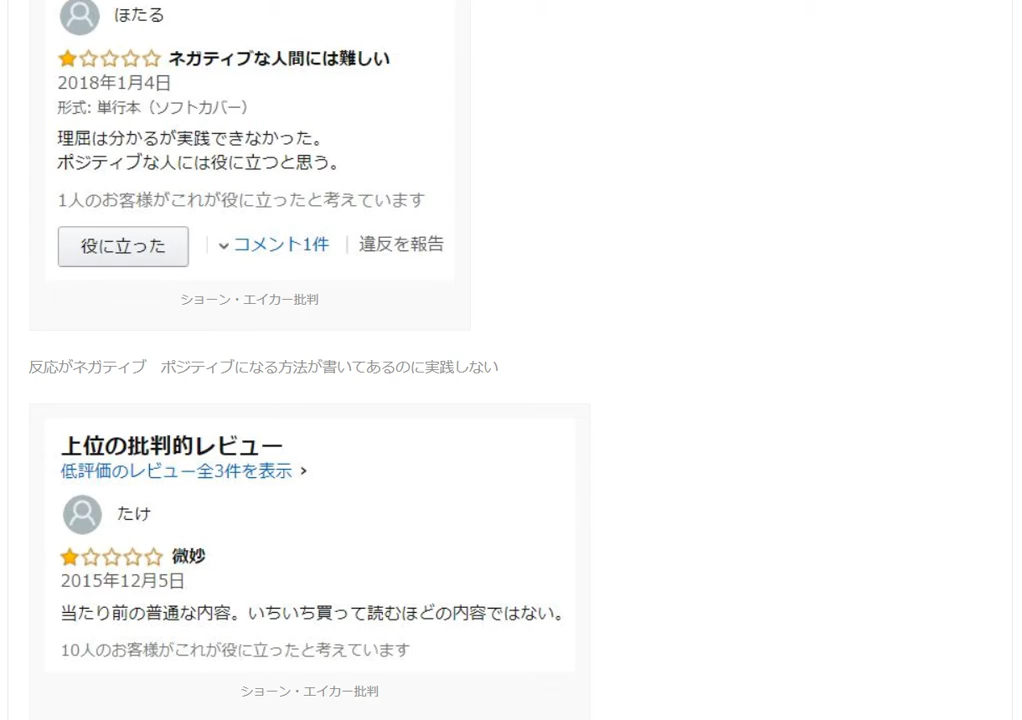 ほたる
ネガティブな人間には難しい
2018年1月4日
形式: 単行本（ソフトカバー）
理屈は分かるが実践できなかった。
ポジティブな人には役に立つと思う。
1人のお客様がこれが役に立ったと考えています
役に立った | コメント1件 | 違反を報告
ショーン・エイカー批判
反応がネガティブ　ポジティブになる方法が書いてあるのに実践しない
上位の批判的レビュー
低評価のレビュー全3件を表示 ›
たけ
微妙
2015年12月5日
当たり前の普通な内容。いちいち買って読むほどの内容ではない。
10人のお客様がこれが役に立ったと考えています
ショーン・エイカー批判